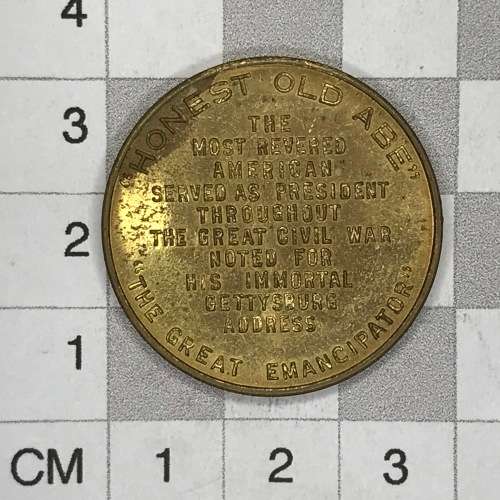 4
3
2
1
CM 1 2 3
"HONEST OLD ABE"
THE
MOST REVERED
AMERICAN
SERVED AS PRESIDENT
THROUGHOUT
THE GREAT CIVIL WAR
NOTED FOR
HIS IMMORTAL
GETTYSBURG
ADDRESS
"THE GREAT EMANCIPATOR"